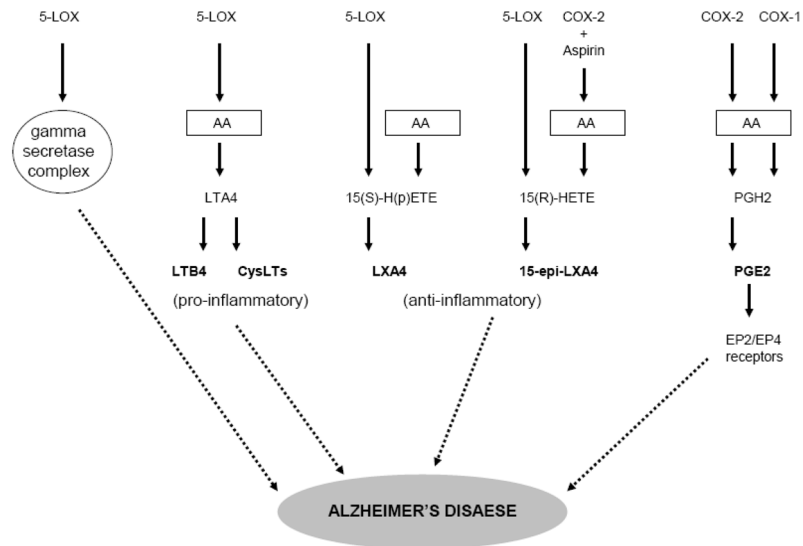 5-LOX 5-LOX 5-LOX 5-LOX COX-2 COX-2 COX-1
+
Aspirin
gamma
secretase
complex
AA AA AA AA
LTA4 15(S)-H(p)ETE 15(R)-HETE PGH2
LTB4 CysLTs LXA4 15-epi-LXA4 PGE2
(pro-inflammatory) (anti-inflammatory)
EP2/EP4
receptors
ALZHEIMER'S DISAESE